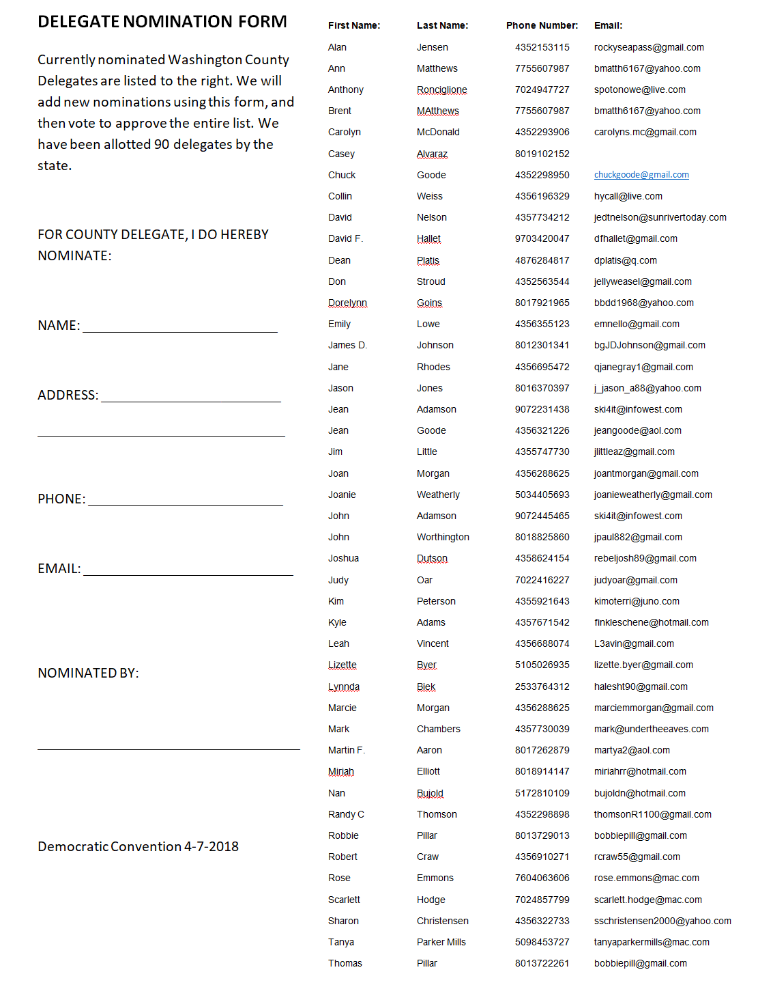 DELEGATE NOMINATION FORM
Currently nominated Washington County
Delegates are listed to the right. We will
add new nominations using this form, and
then vote to approve the entire list. We
have been allotted 90 delegates by the
state.
FOR COUNTY DELEGATE, I DO HEREBY
NOMINATE:
NAME:
ADDRESS:
PHONE:
EMAIL:
NOMINATED BY:
Democratic Convention 4-7-2018
First Name: Last Name: Phone Number: Email:
Alan Jensen 4352153115 rockyseapass@gmail.com
Ann Matthews 7755607987 bmatth6167@yahoo.com
Anthony Ronciglione 7024947727 spotonowe@live.com
Brent MAtthews 7755607987 bmatth6167@yahoo.com
Carolyn McDonald 4352293906 carolyns.mc@gmail.com
Casey Alvaraz 8019102152
Chuck Goode 4352298950 chuckgoode@gmail.com
Collin Weiss 4356196329 hycall@live.com
David Nelson 4357734212 jedtnelson@sunrivertoday.com
David F. Hallet 9703420047 dfhallet@gmail.com
Dean Platis 4876284817 dplatis@q.com
Don Stroud 4352563544 jellyweasel@gmail.com
Dorelynn Goins 8017921965 bbdd1968@yahoo.com
Emily Lowe 4356355123 emnello@gmail.com
James D. Johnson 8012301341 bgJDJohnson@gmail.com
Jane Rhodes 4356695472 qjanegray1@gmail.com
Jason Jones 8016370397 j_jason_a88@yahoo.com
Jean Adamson 9072231438 ski4it@infowest.com
Jean Goode 4356321226 jeangoode@aol.com
Jim Little 4355747730 jlittleaz@gmail.com
Joan Morgan 4356288625 joantmorgan@gmail.com
Joanie Weatherly 5034405693 joanieweatherly@gmail.com
John Adamson 9072445465 ski4it@infowest.com
John Worthington 8018825860 jpaul882@gmail.com
Joshua Dutson 4358624154 rebeljosh89@gmail.com
Judy Oar 7022416227 judyoar@gmail.com
Kim Peterson 4355921643 kimoterri@juno.com
Kyle Adams 4357671542 finkleschene@hotmail.com
Leah Vincent 4356688074 L3avin@gmail.com
Lizette Byer 5105026935 lizette.byer@gmail.com
Lynnda Biek 2533764312 halesht90@gmail.com
Marcie Morgan 4356288625 marciemmorgan@gmail.com
Mark Chambers 4357730039 mark@undertheeaves.com
Martin F. Aaron 8017262879 martya2@aol.com
Miriah Elliott 8018914147 miriahrr@hotmail.com
Nan Bujold 5172810109 bujoldn@hotmail.com
Randy C Thomson 4352298898 thomsonR1100@gmail.com
Robbie Pillar 8013729013 bobbiepill@gmail.com
Robert Craw 4356910271 rcraw55@gmail.com
Rose Emmons 7604063606 rose.emmons@mac.com
Scarlett Hodge 7024857799 scarlett.hodge@mac.com
Sharon Christensen 4356322733 sschristensen2000@yahoo.com
Tanya Parker Mills 5098453727 tanyaparkermills@mac.com
Thomas Pillar 8013722261 bobbiepill@gmail.com